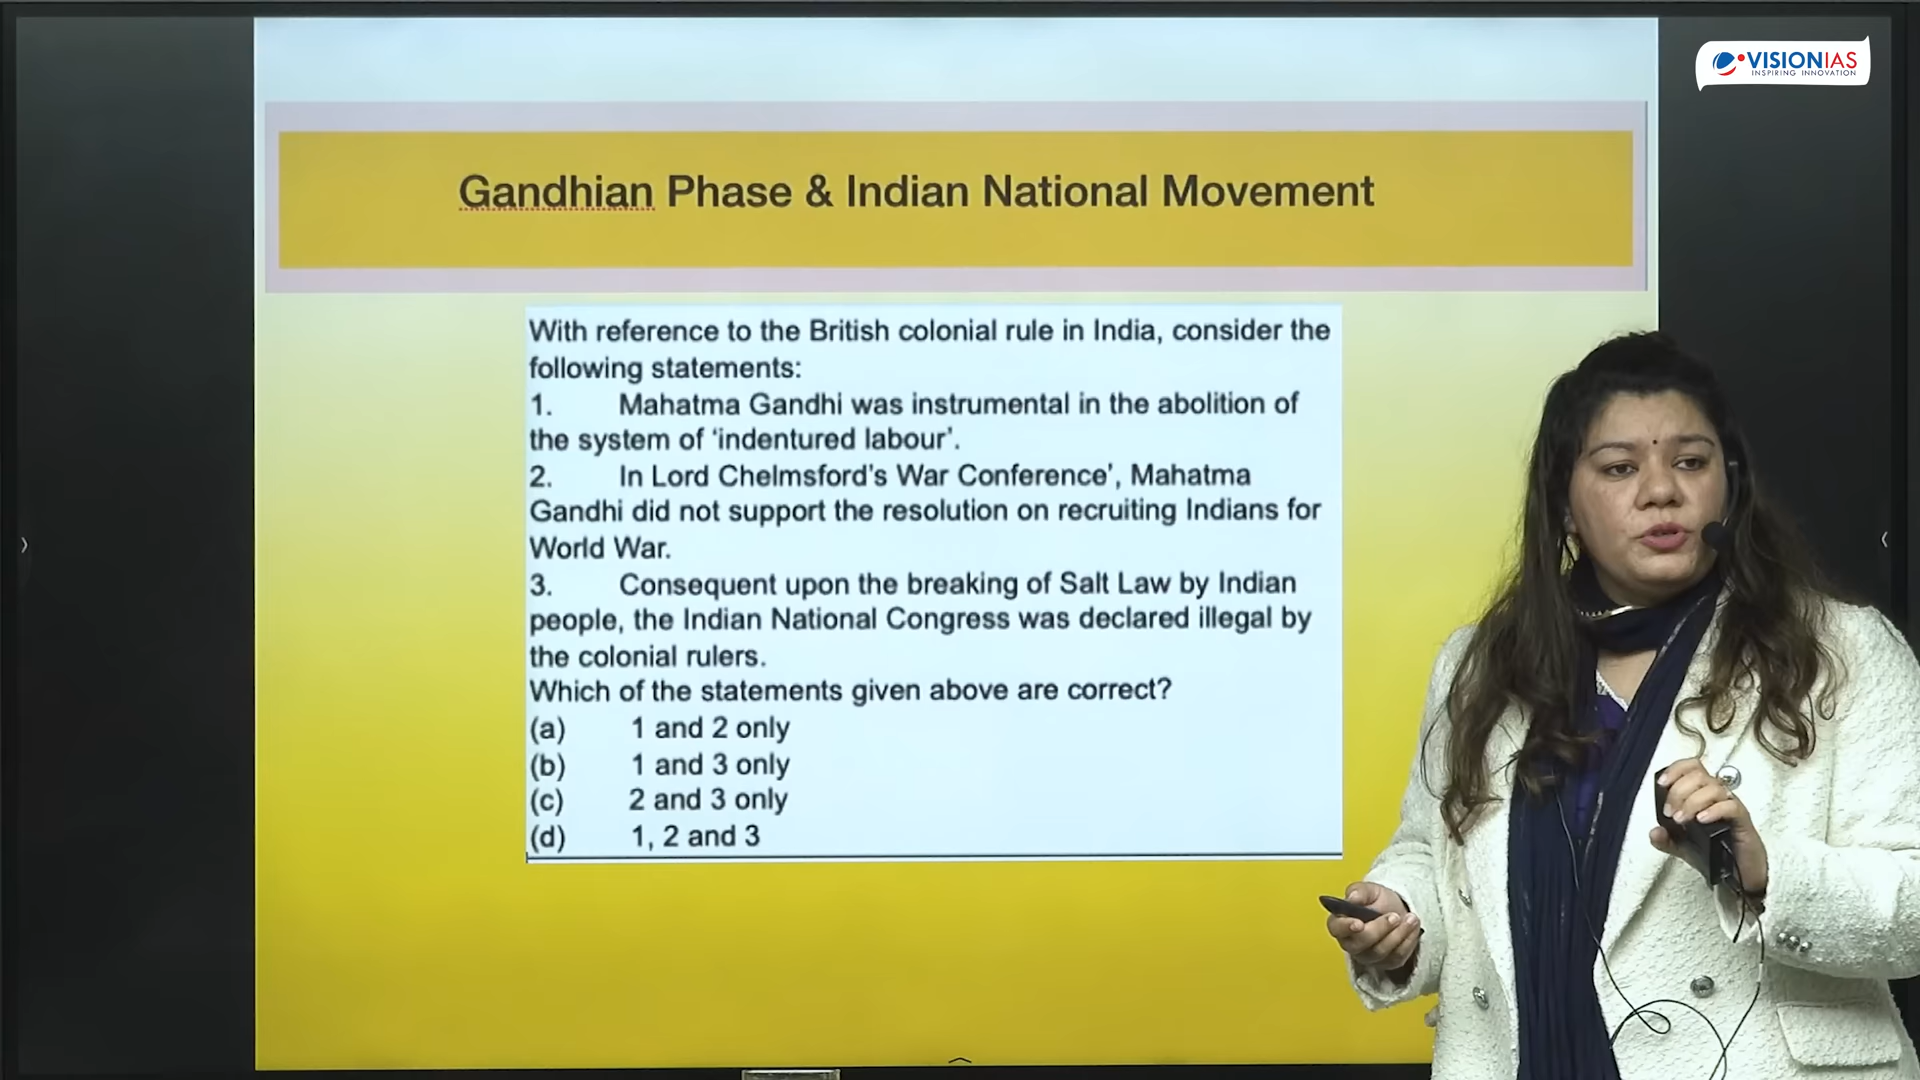 VISIONIAS
INSPIRING INNOVATION
Gandhian Phase & Indian National Movement
With reference to the British colonial rule in India, consider the
following statements:
1. Mahatma Gandhi was instrumental in the abolition of
the system of ‘indentured labour’.
2. In Lord Chelmsford's War Conference', Mahatma
Gandhi did not support the resolution on recruiting Indians for
World War.
3. Consequent upon the breaking of Salt Law by Indian
people, the Indian National Congress was declared illegal by
the colonial rulers.
Which of the statements given above are correct?
(a) 1 and 2 only
(b) 1 and 3 only
(c) 2 and 3 only
(d) 1, 2 and 3